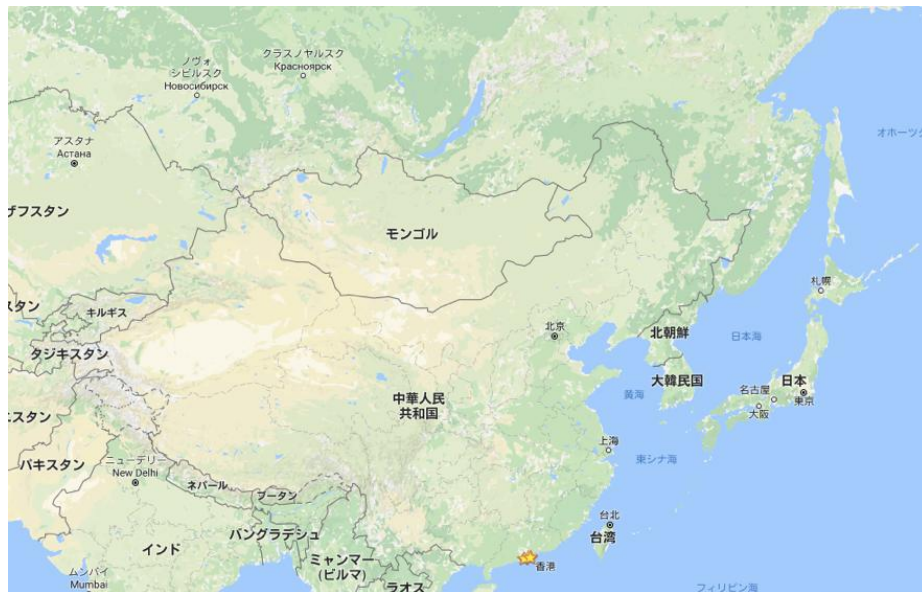 ノヴォ
シビルスク
Новосибирск
クラスノヤルスク
Красноярск
オホーツク
アスタナ
Астана
ザフスタン
モンゴル
札幌
スタン
キルギス
北京
北朝鮮
日本海
タジキスタン
大韓民国
日本
名古屋
東京
大阪
黄海
中華人民
共和国
ニスタン
パキスタン
ニューデリー
New Delhi
ネパール
ブータン
上海
東シナ海
台北
台湾
インド
バングラデシュ
ミャンマー
(ビルマ)
ラオス
香港
ムンバイ
Mumbai
フィリピン海